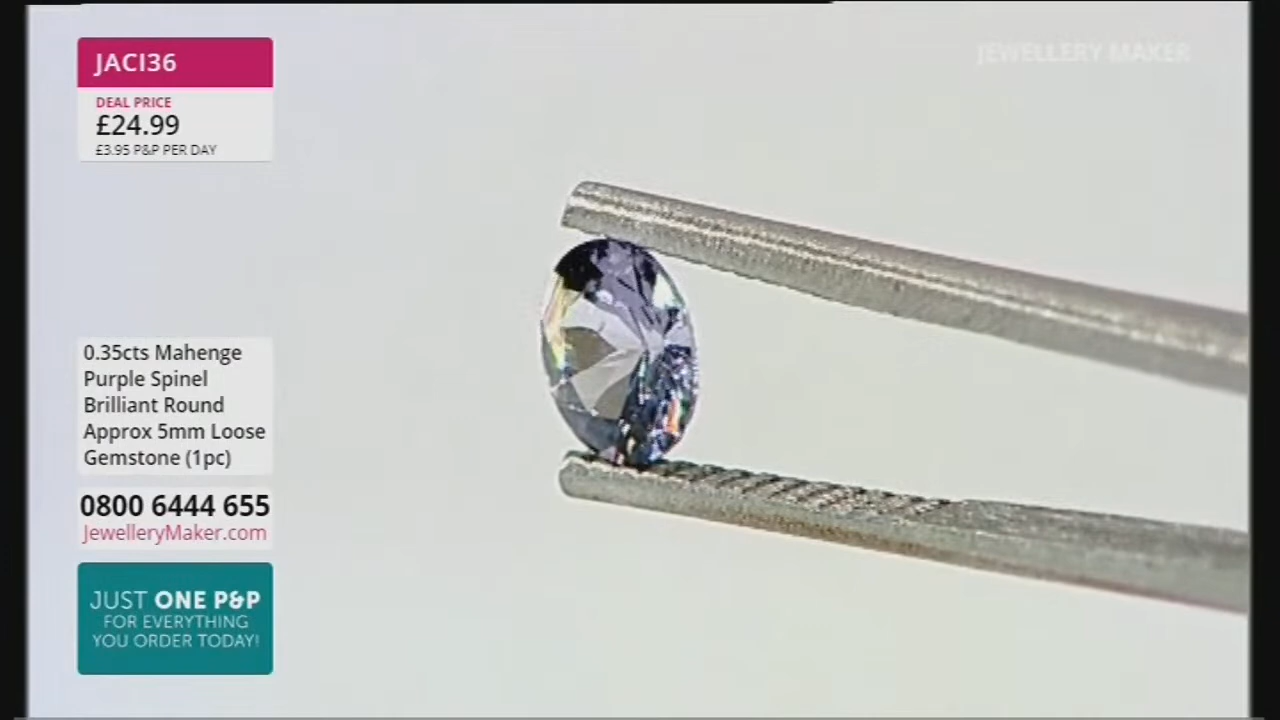 JACI36
DEAL PRICE
£24.99
£3.95 P&P PER DAY
JEWELLERY MAKER
0.35cts Mahenge
Purple Spinel
Brilliant Round
Approx 5mm Loose
Gemstone (1pc)
0800 6444 655
JewelleryMaker.com
JUST ONE P&P
FOR EVERYTHING
YOU ORDER TODAY!